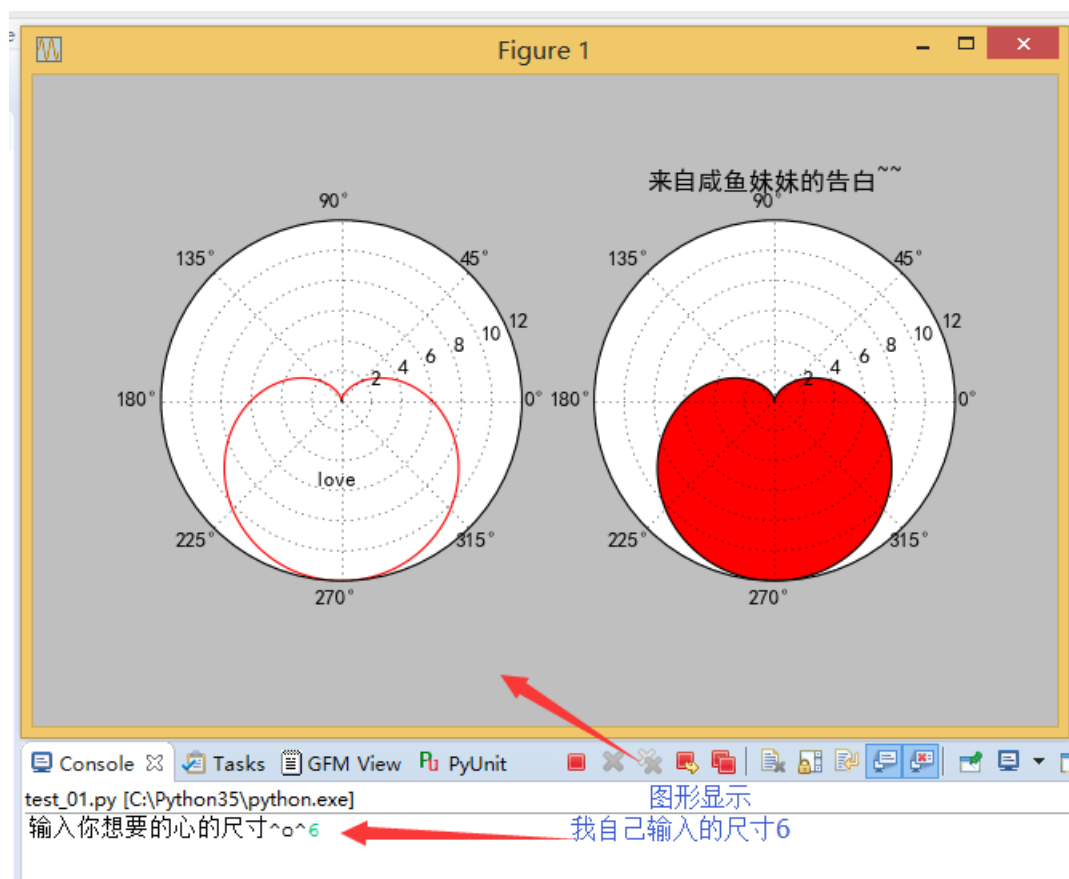 e
Figure 1
来自咸鱼妹妹的告白~~
90°
90°
135°
45°
135°
45°
2
4
6
8
10
12
2
4
6
8
10
12
180°
0°
180°
0°
love
225°
315°
225°
315°
270°
270°
Console
Tasks
GFM View
Pu PyUnit
test_01.py [C:\Python35\python.exe]
图形显示
输入你想要的心的尺寸^o^6
我自己输入的尺寸6